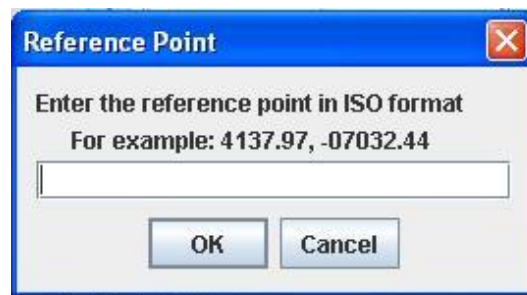 Reference Point
Enter the reference point in ISO format
For example: 4137.97, -07032.44
OK Cancel